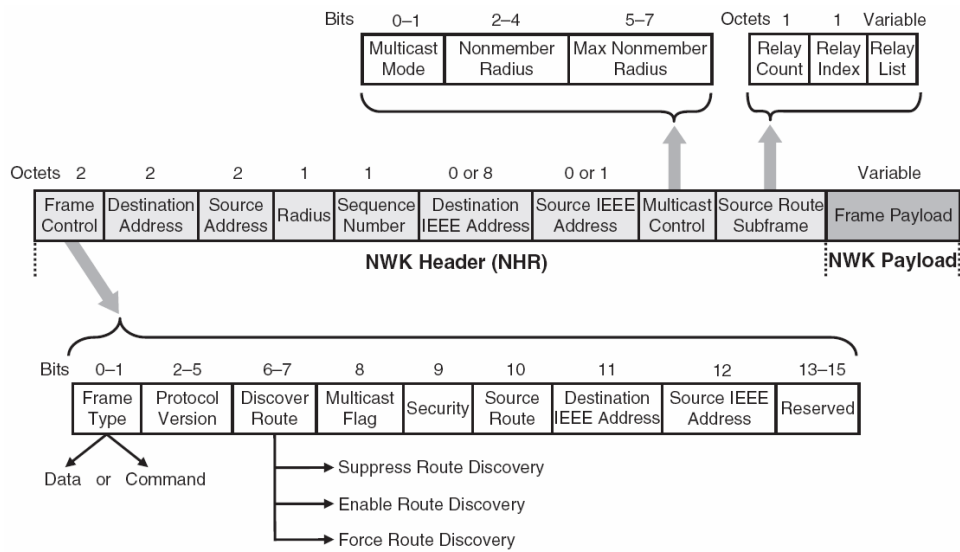 Bits 0–1 2–4 5–7
Multicast Mode Nonmember Radius Max Nonmember Radius
Octets 1 1 Variable
Relay Count Relay Index Relay List
Octets 2 2 2 1 1 0 or 8 0 or 1 Variable
Frame Control Destination Address Source Address Radius Sequence Number Destination IEEE Address Source IEEE Address Multicast Control Source Route Subframe Frame Payload
NWK Header (NHR) NWK Payload
Bits 0–1 2–5 6–7 8 9 10 11 12 13–15
Frame Type Protocol Version Discover Route Multicast Flag Security Source Route Destination IEEE Address Source IEEE Address Reserved
Data or Command
Suppress Route Discovery
Enable Route Discovery
Force Route Discovery